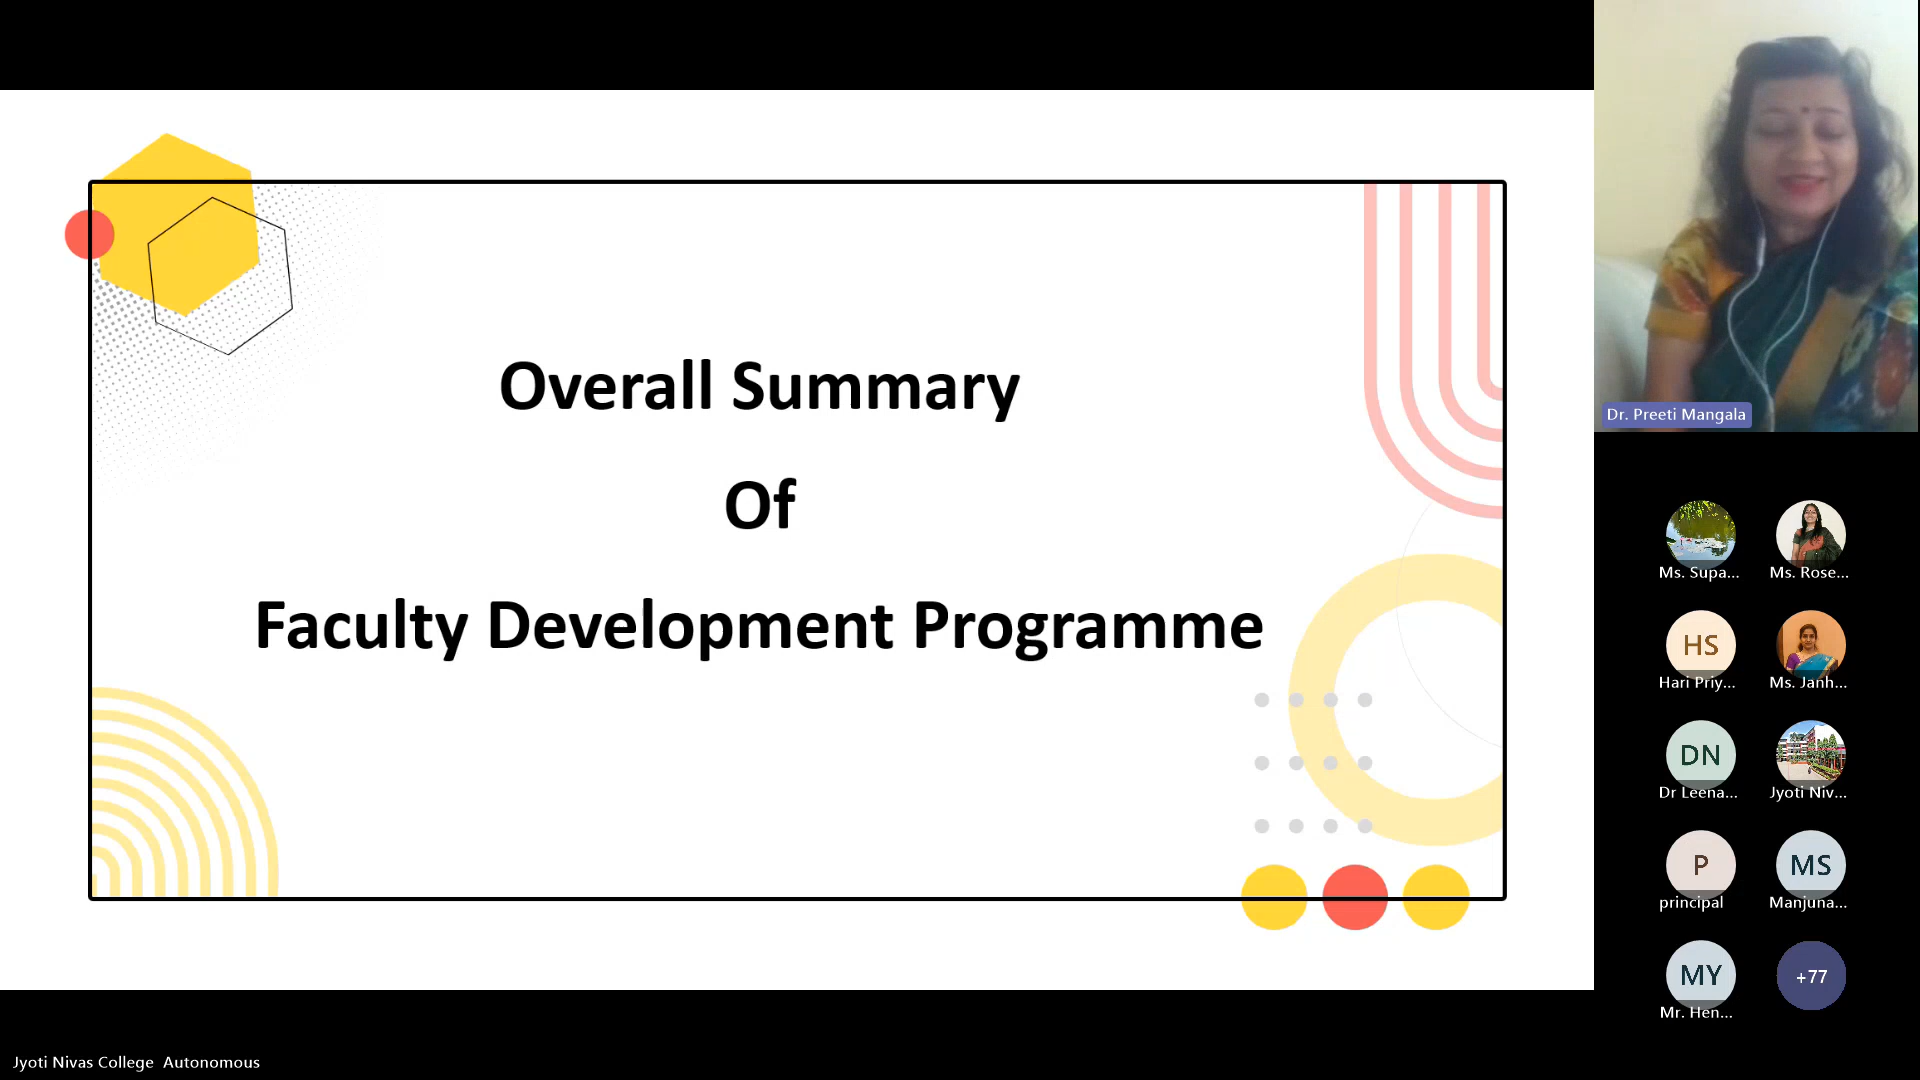 Overall Summary
Of
Faculty Development Programme
Dr. Preeti Mangala
Ms. Supa...
Ms. Rose...
HS
Hari Priy...
Ms. Janh...
DN
Dr Leena...
Jyoti Niv...
P
principal
MS
Manjuna...
MY
Mr. Hen...
+77
Jyoti Nivas College Autonomous